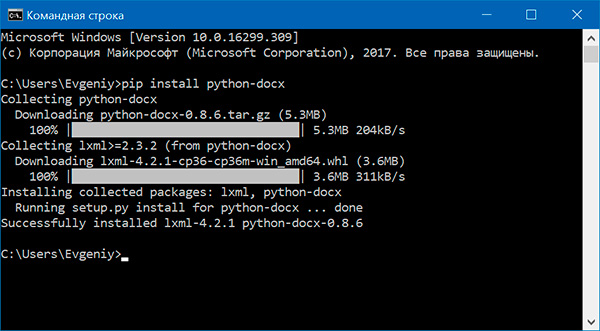 Командная строка
Microsoft Windows [Version 10.0.16299.309]
(c) Корпорация Майкрософт (Microsoft Corporation), 2017. Все права защищены.
C:\Users\Evgeniy>pip install python-docx
Collecting python-docx
Downloading python-docx-0.8.6.tar.gz (5.3MB)
100% |████████████████████████████████| 5.3MB 204kB/s
Collecting lxml>=2.3.2 (from python-docx)
Downloading lxml-4.2.1-cp36-cp36m-win_amd64.whl (3.6MB)
100% |████████████████████████████████| 3.6MB 311kB/s
Installing collected packages: lxml, python-docx
Running setup.py install for python-docx ... done
Successfully installed lxml-4.2.1 python-docx-0.8.6
C:\Users\Evgeniy>